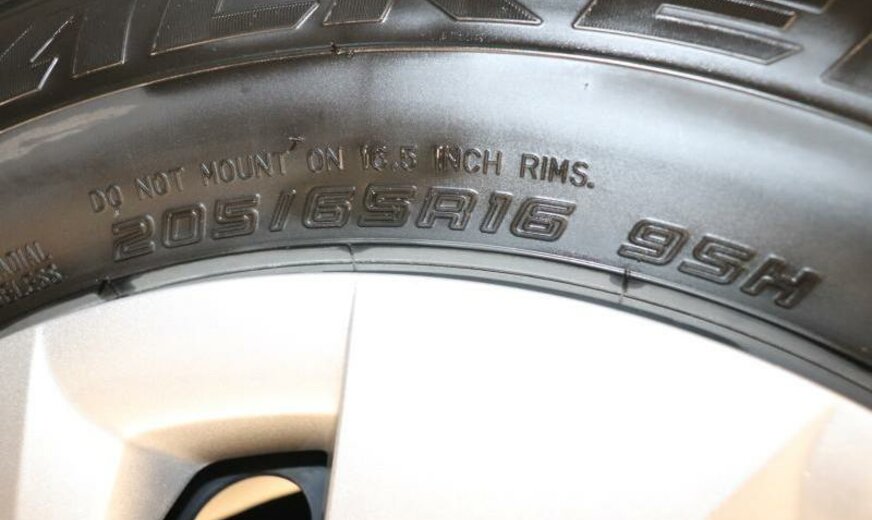 DO NOT MOUNT ON 16.5 INCH RIMS.
205/65R16 95H